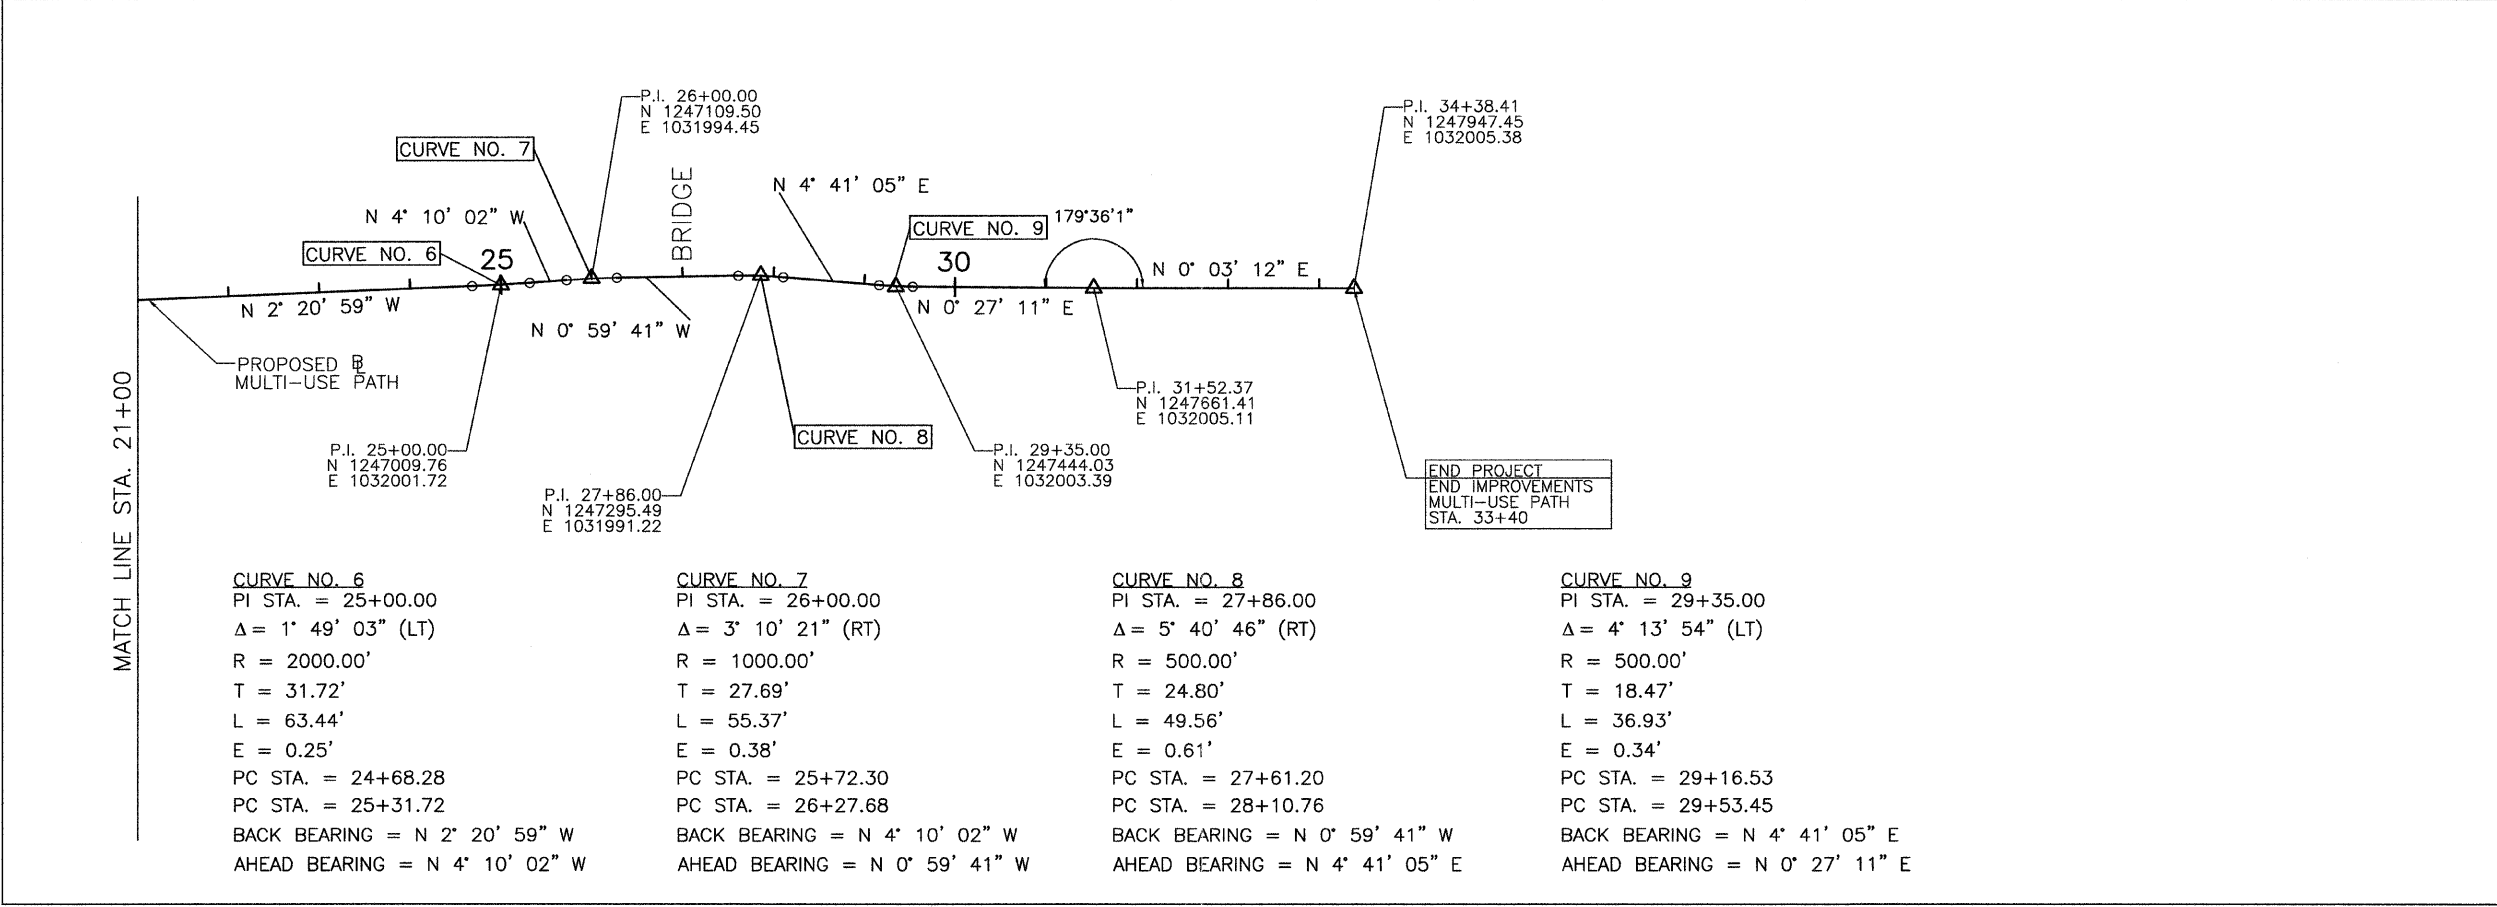 P.I. 26+00.00
N 1247109.50
E 1031994.45
P.I. 34+38.41
N 1247947.45
E 1032005.38
CURVE NO. 7
BRIDGE
N 4° 41' 05" E
N 4° 10' 02" W
179°36'1"
CURVE NO. 9
CURVE NO. 6
25
30
N 0° 03' 12" E
N 2° 20' 59" W
N 0° 27' 11" E
N 0° 59' 41" W
PROPOSED BL
MULTI-USE PATH
MATCH LINE STA. 21+00
P.I. 31+52.37
N 1247661.41
E 1032005.11
CURVE NO. 8
P.I. 25+00.00
N 1247009.76
E 1032001.72
P.I. 29+35.00
N 1247444.03
E 1032003.39
P.I. 27+86.00
N 1247295.49
E 1031991.22
END PROJECT
END IMPROVEMENTS
MULTI-USE PATH
STA. 33+40
CURVE NO. 6
PI STA. = 25+00.00
Δ = 1° 49' 03" (LT)
R = 2000.00'
T = 31.72'
L = 63.44'
E = 0.25'
PC STA. = 24+68.28
PC STA. = 25+31.72
BACK BEARING = N 2° 20' 59" W
AHEAD BEARING = N 4° 10' 02" W
CURVE NO. 7
PI STA. = 26+00.00
Δ = 3° 10' 21" (RT)
R = 1000.00'
T = 27.69'
L = 55.37'
E = 0.38'
PC STA. = 25+72.30
PC STA. = 26+27.68
BACK BEARING = N 4° 10' 02" W
AHEAD BEARING = N 0° 59' 41" W
CURVE NO. 8
PI STA. = 27+86.00
Δ = 5° 40' 46" (RT)
R = 500.00'
T = 24.80'
L = 49.56'
E = 0.61'
PC STA. = 27+61.20
PC STA. = 28+10.76
BACK BEARING = N 0° 59' 41" W
AHEAD BEARING = N 4° 41' 05" E
CURVE NO. 9
PI STA. = 29+35.00
Δ = 4° 13' 54" (LT)
R = 500.00'
T = 18.47'
L = 36.93'
E = 0.34'
PC STA. = 29+16.53
PC STA. = 29+53.45
BACK BEARING = N 4° 41' 05" E
AHEAD BEARING = N 0° 27' 11" E